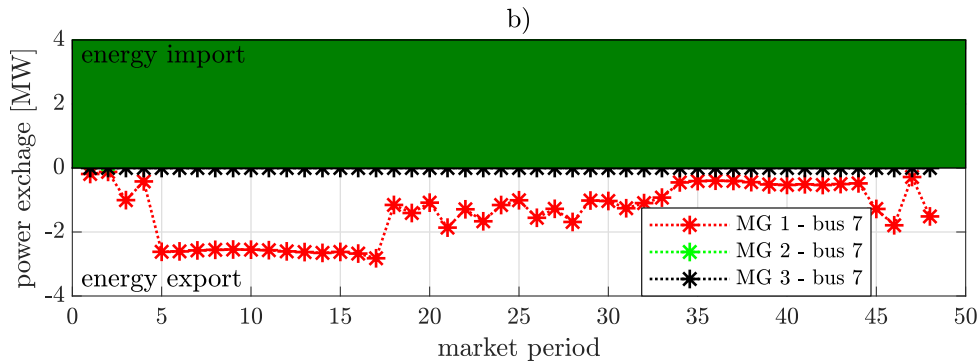 b)
power exchage [MW]
4
2
0
-2
-4
energy import
energy export
MG 1 - bus 7
MG 2 - bus 7
MG 3 - bus 7
0 5 10 15 20 25 30 35 40 45 50
market period